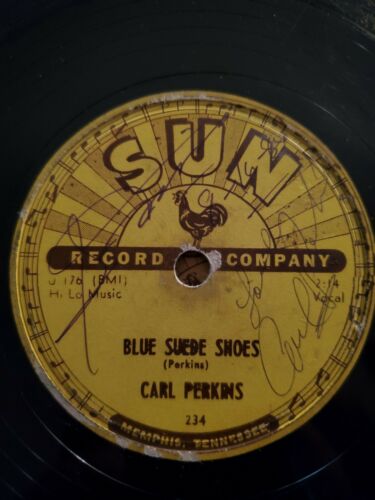 SUN
RECORD COMPANY
U 176 (BMI)
Hi Lo Music
2:14
Vocal
BLUE SUEDE SHOES
(Perkins)
CARL PERKINS
234
MEMPHIS, TENNESSEE